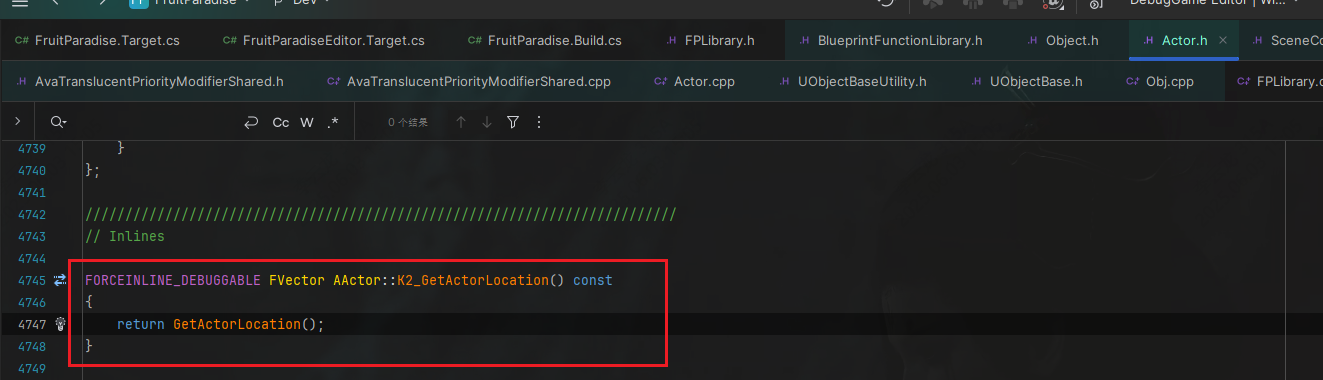 FruitParadise Dev DebugGame Editor | Wi...
FruitParadise.Target.cs FruitParadiseEditor.Target.cs FruitParadise.Build.cs FPLibrary.h BlueprintFunctionLibrary.h Object.h Actor.h SceneCo
AvaTranslucentPriorityModifierShared.h AvaTranslucentPriorityModifierShared.cpp Actor.cpp UObjectBaseUtility.h UObjectBase.h Obj.cpp FPLibrary.c
Cc W .* 0 个结果
4739 }
4740 };
4741
4742 //////////////////////////////////////////////////////////////////////////
4743 // Inlines
4744
4745 FORCEINLINE_DEBUGGABLE FVector AActor::K2_GetActorLocation() const
4746 {
4747 return GetActorLocation();
4748 }
4749